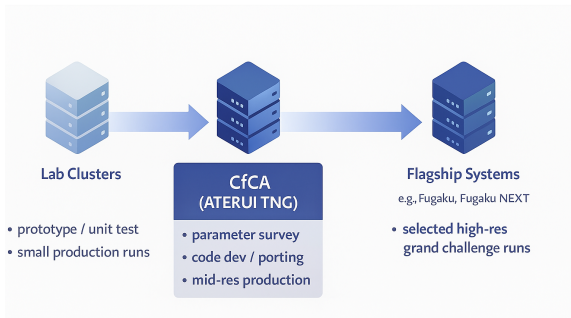 Lab Clusters
• prototype / unit test
• small production runs
CfCA
(ATERUI TNG)
• parameter survey
• code dev / porting
• mid-res production
Flagship Systems
e.g., Fugaku, Fugaku NEXT
• selected high-res
grand challenge runs